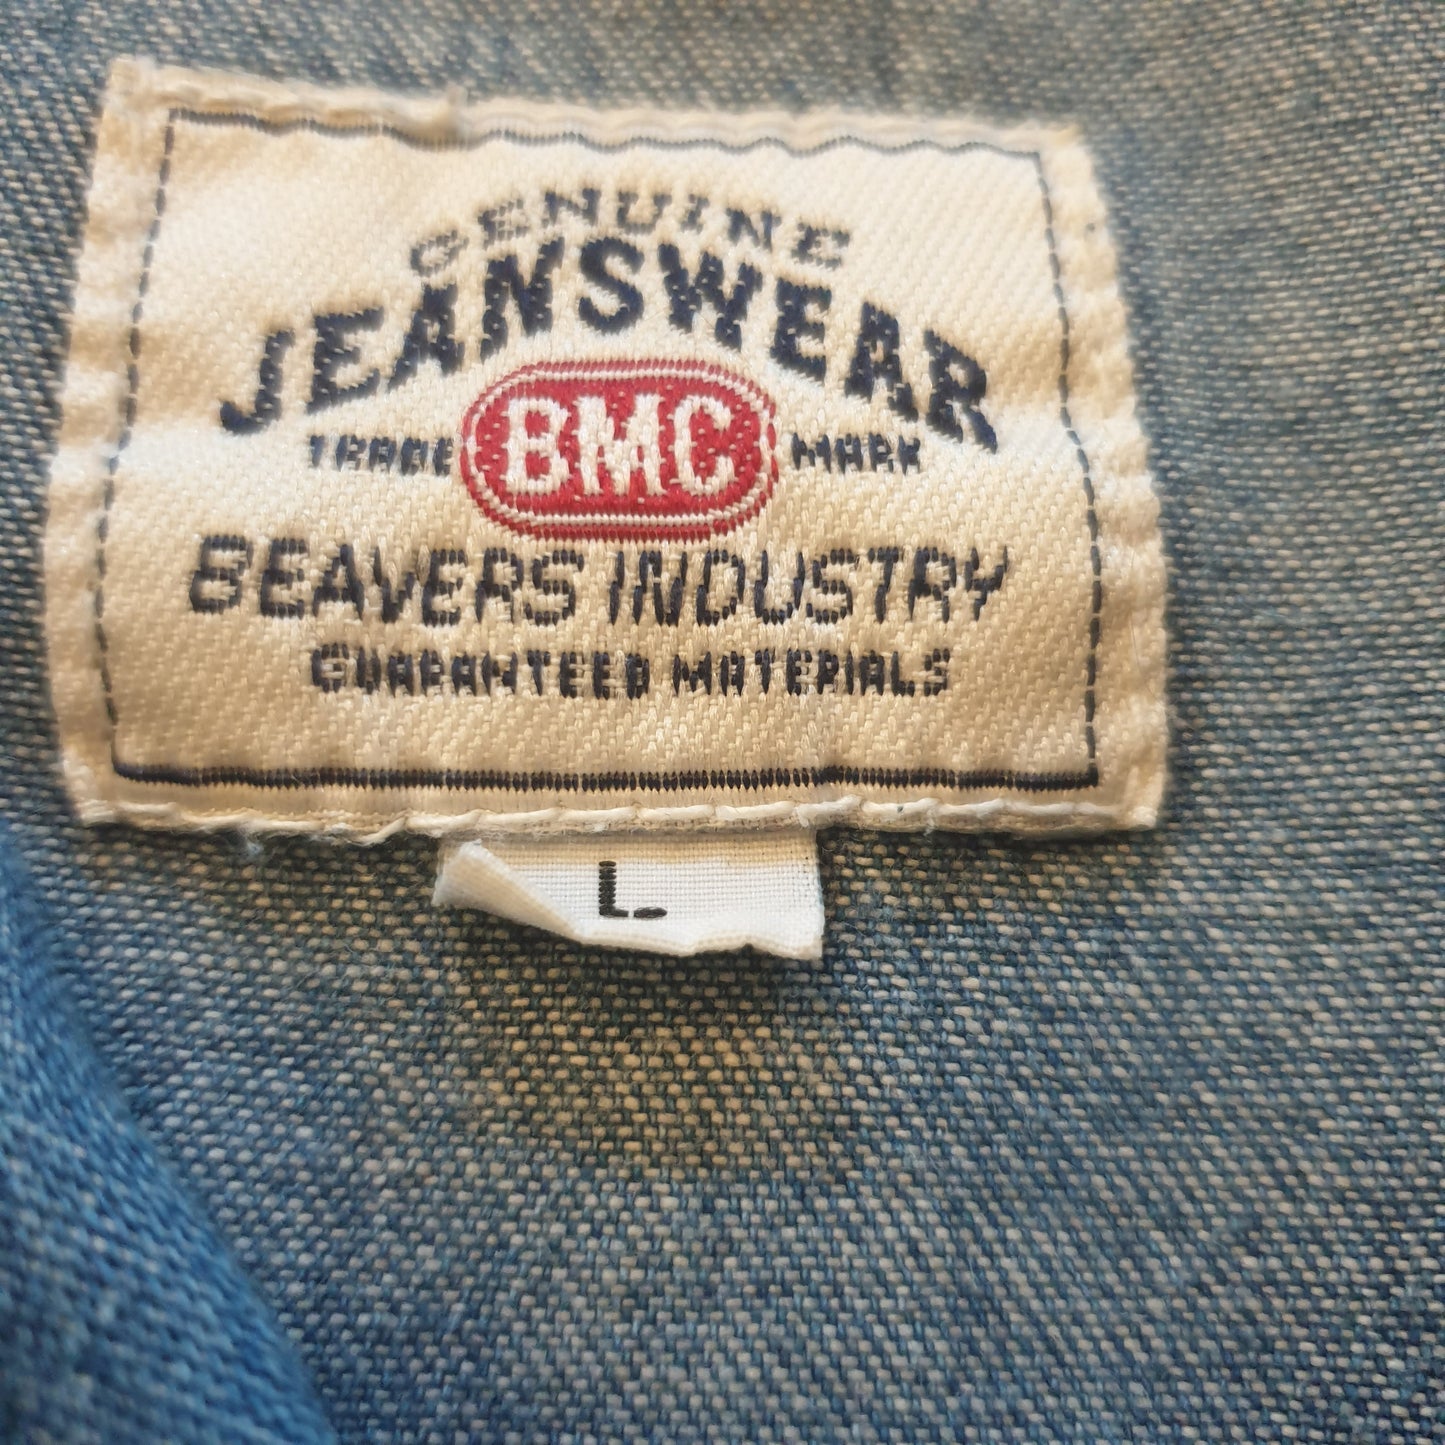 GENUINE
JEANSWEAR
TRADE BMC MARK
BEAVERS INDUSTRY
GUARANTEED MATERIALS
L.